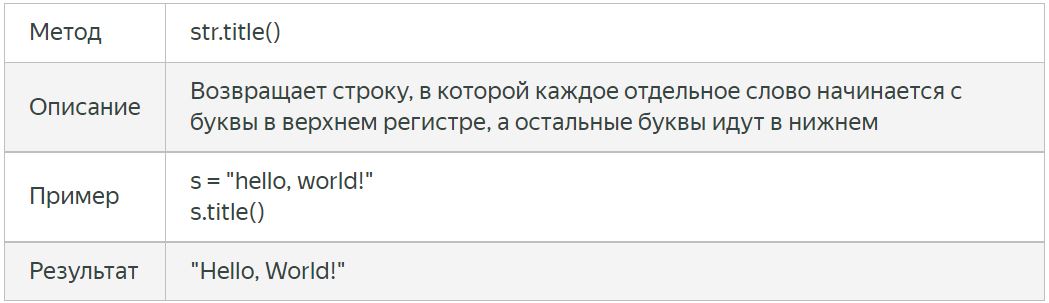 Метод str.title()
Описание Возвращает строку, в которой каждое отдельное слово начинается с
буквы в верхнем регистре, а остальные буквы идут в нижнем
Пример s = "hello, world!"
s.title()
Результат "Hello, World!"